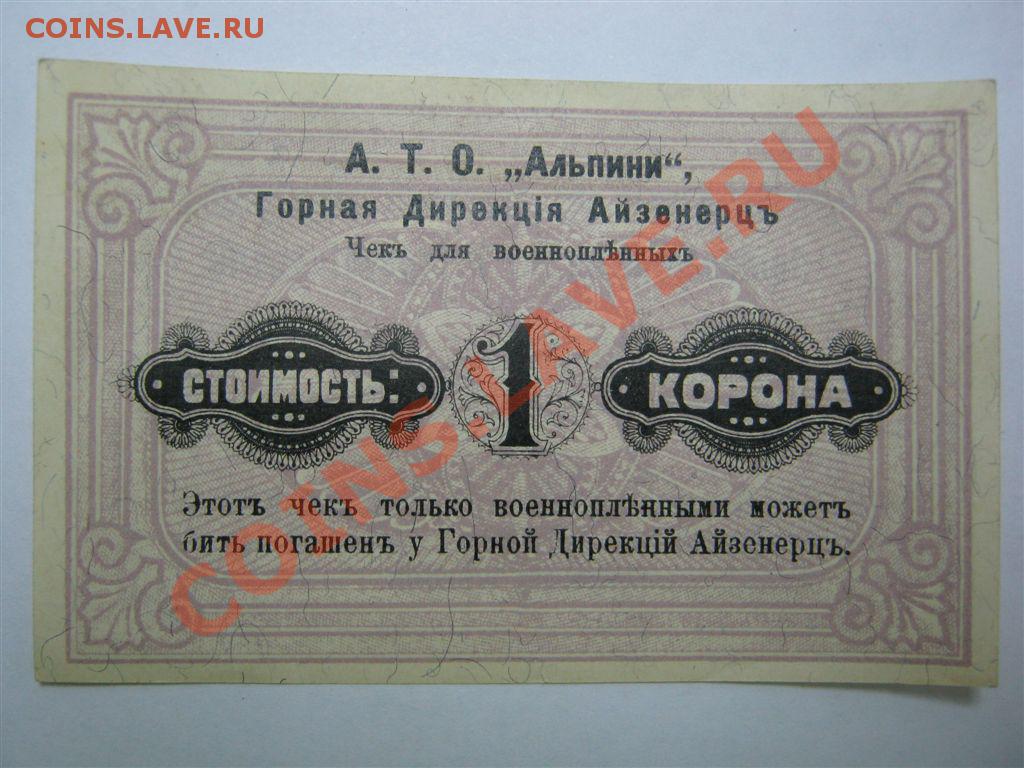 COINS.LAVE.RU
А. Т. О. „Альпини“,
Горная Дирекція Айзенерцъ
Чекъ для военноплѣнныхъ
СТОИМОСТЬ: 1 КОРОНА
Этотъ чекъ только военноплѣнными можетъ
бить погашенъ у Горной Дирекцій Айзенерцъ.
COINS.LAVE.RU